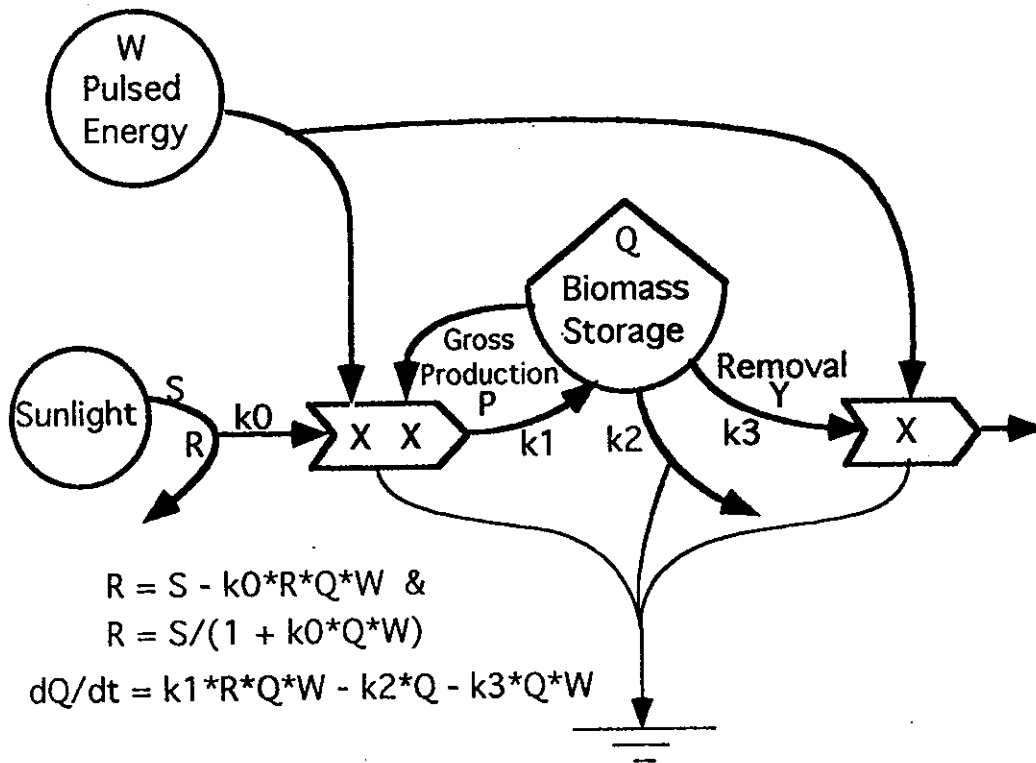 W
Pulsed
Energy
Q
Biomass
Storage
Gross
Production
P
Removal
Y
Sunlight
S
R
k0
X X
k1
k2
k3
X
R = S - k0*R*Q*W &
R = S/(1 + k0*Q*W)
dQ/dt = k1*R*Q*W - k2*Q - k3*Q*W